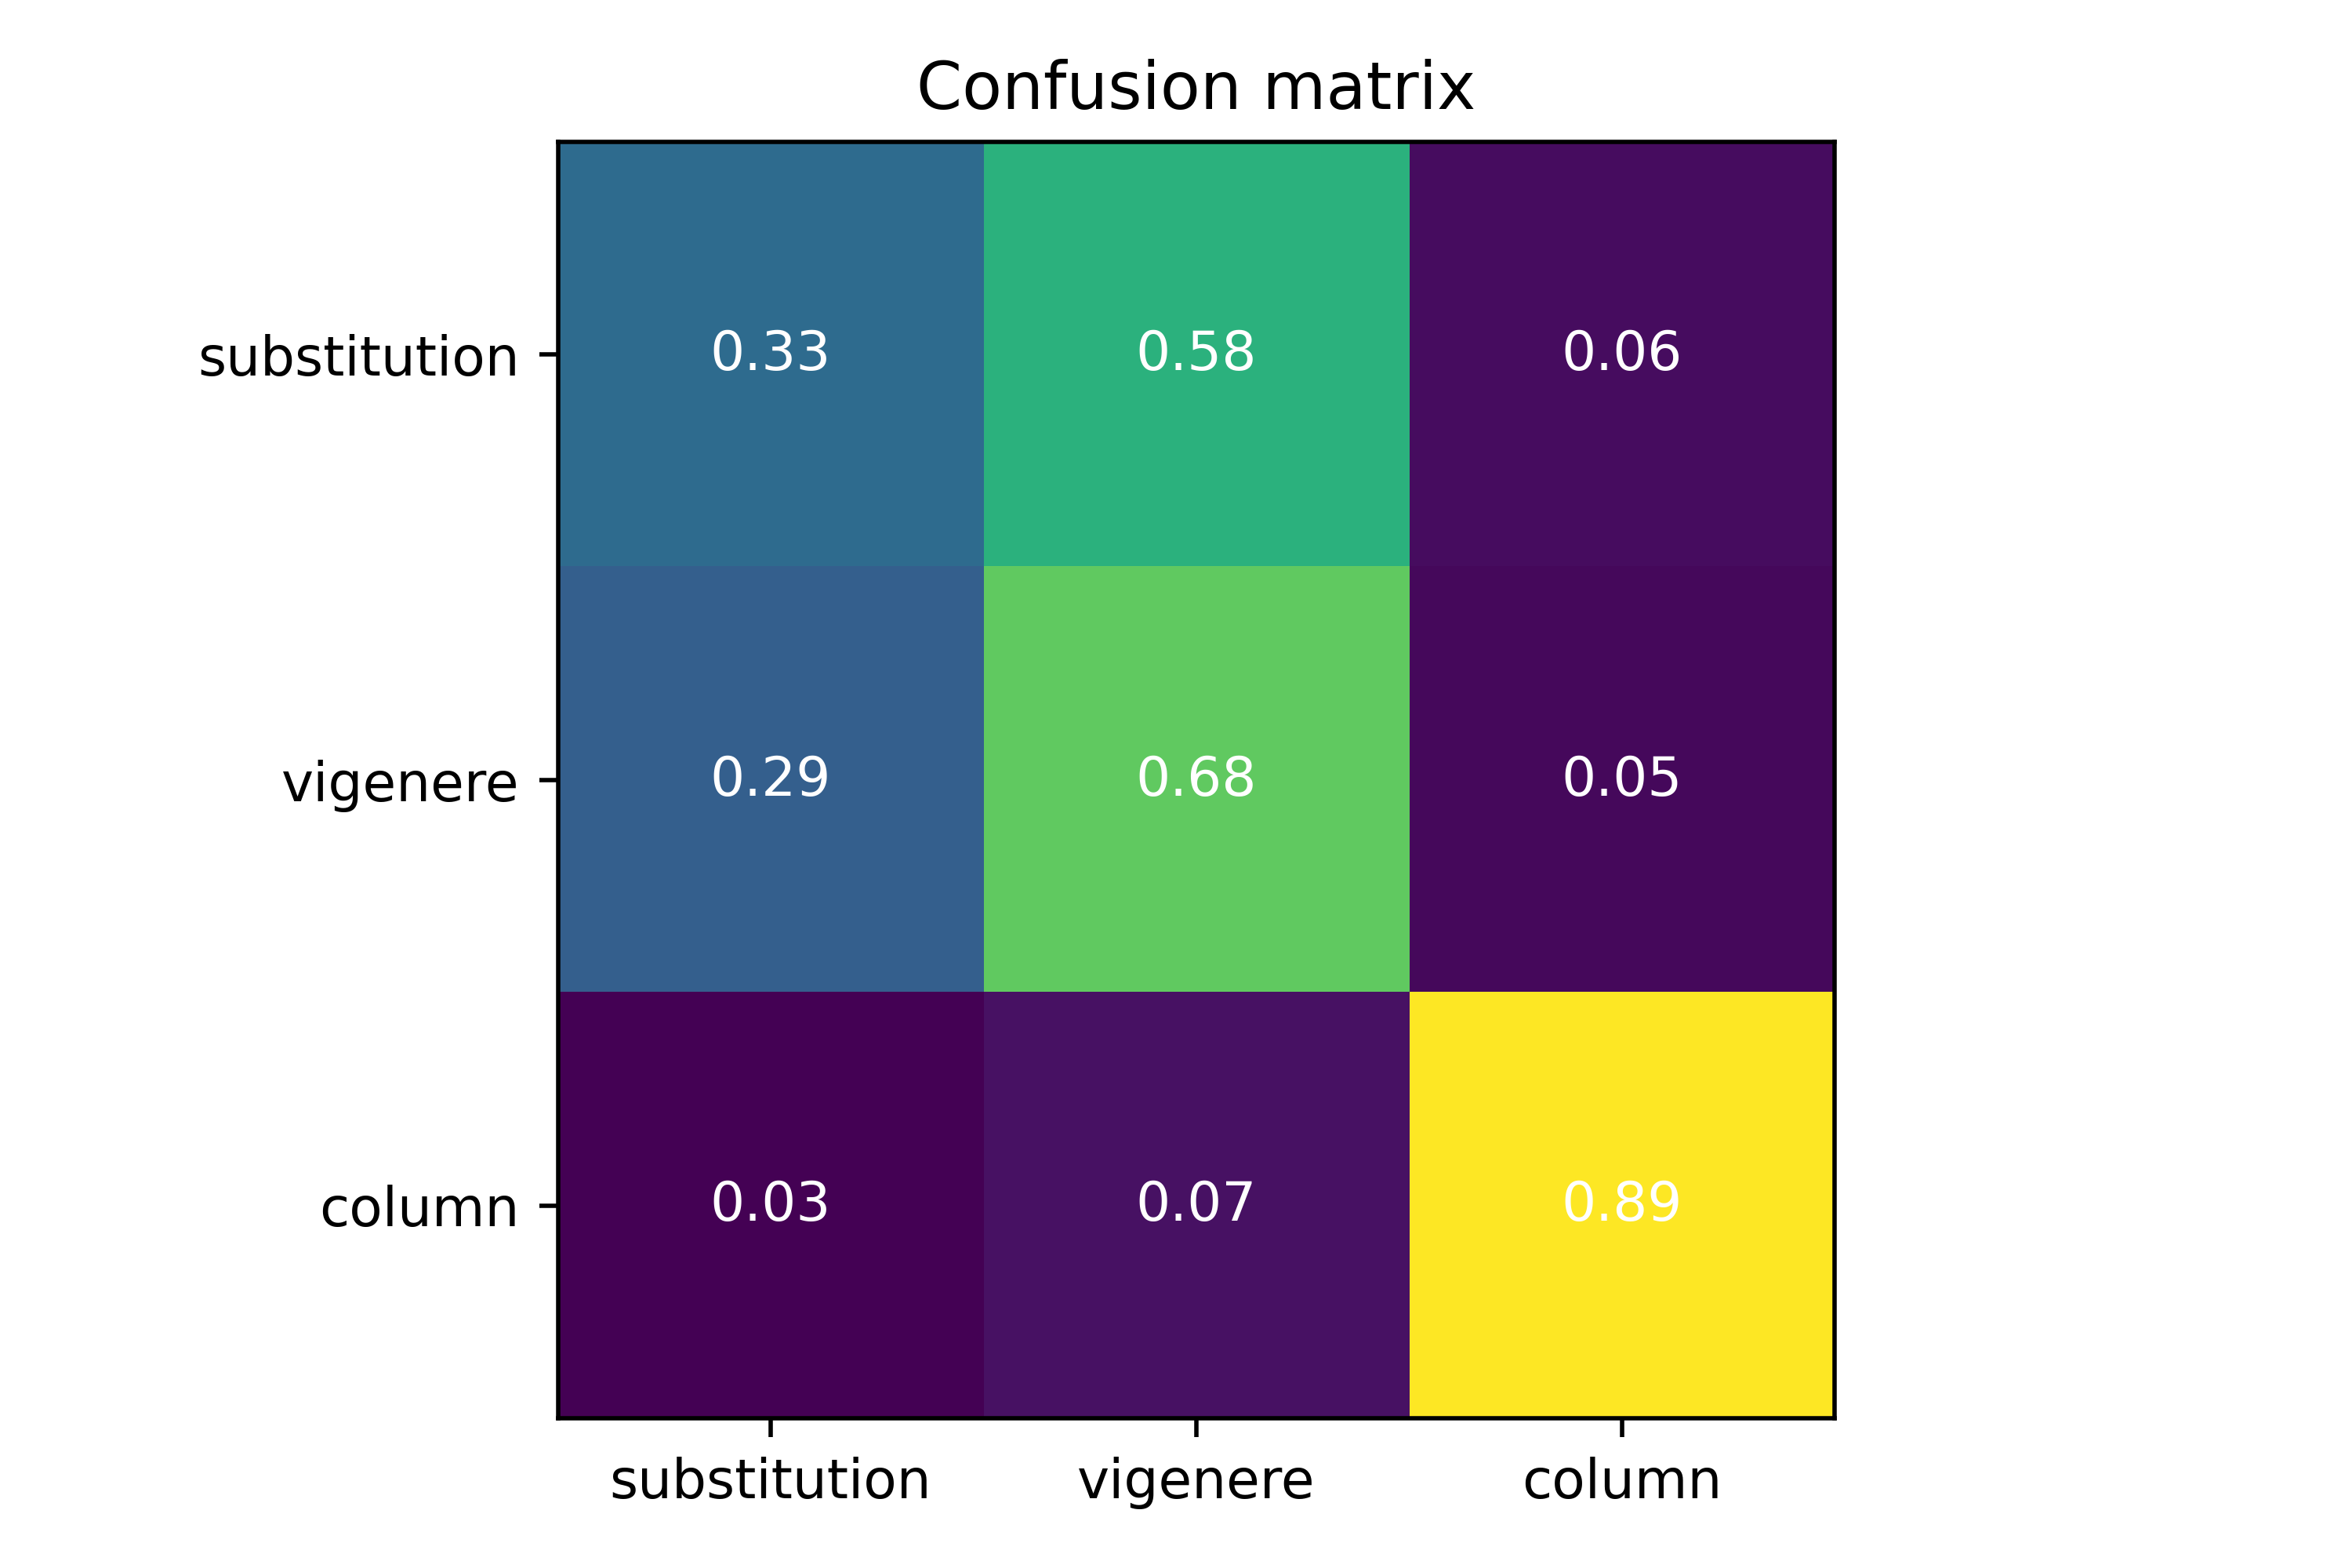 Confusion matrix
substitution 0.33 0.58 0.06
vigenere 0.29 0.68 0.05
column 0.03 0.07 0.89
substitution vigenere column